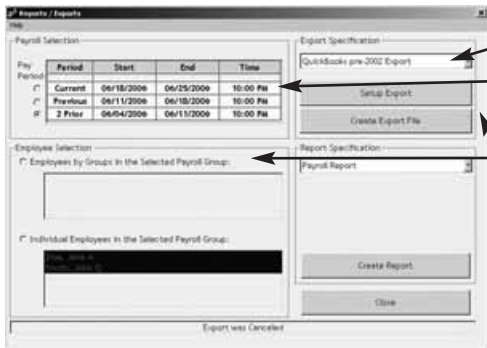 Reports / Exports
Help
Payroll Selection
Pay Period
Period Start End Time
Current 06/18/2006 06/25/2006 10:00 PM
Previous 06/11/2006 06/18/2006 10:00 PM
2 Prior 06/04/2006 06/11/2006 10:00 PM
Export Specification
QuickBooks pre-2002 Export
Setup Export
Create Export File
Employee Selection
Employees by Groups in the Selected Payroll Group:
Individual Employees in the Selected Payroll Group:
Report Specification
Payroll Report
Create Report
Close
Export was Canceled